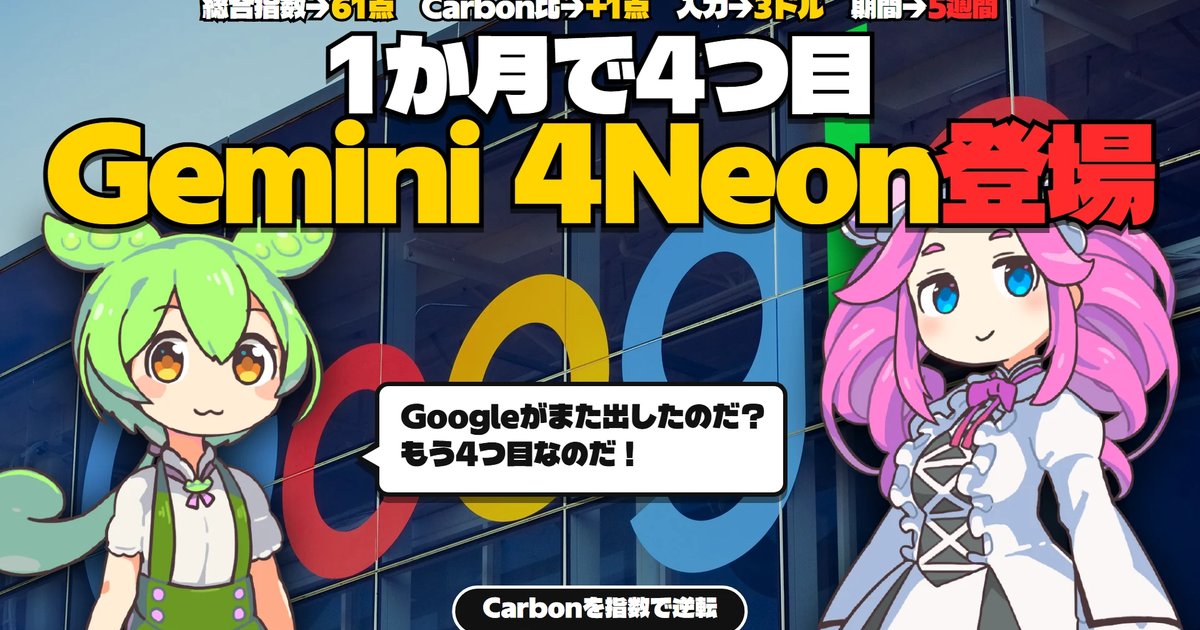 総合指数→61点 Carbon比→+1点 入力→3ドル 期間→5週間
1か月で4つ目
Gemini 4Neon登場
Googleがまた出したのだ?
もう4つ目なのだ!
Carbonを指数で逆転